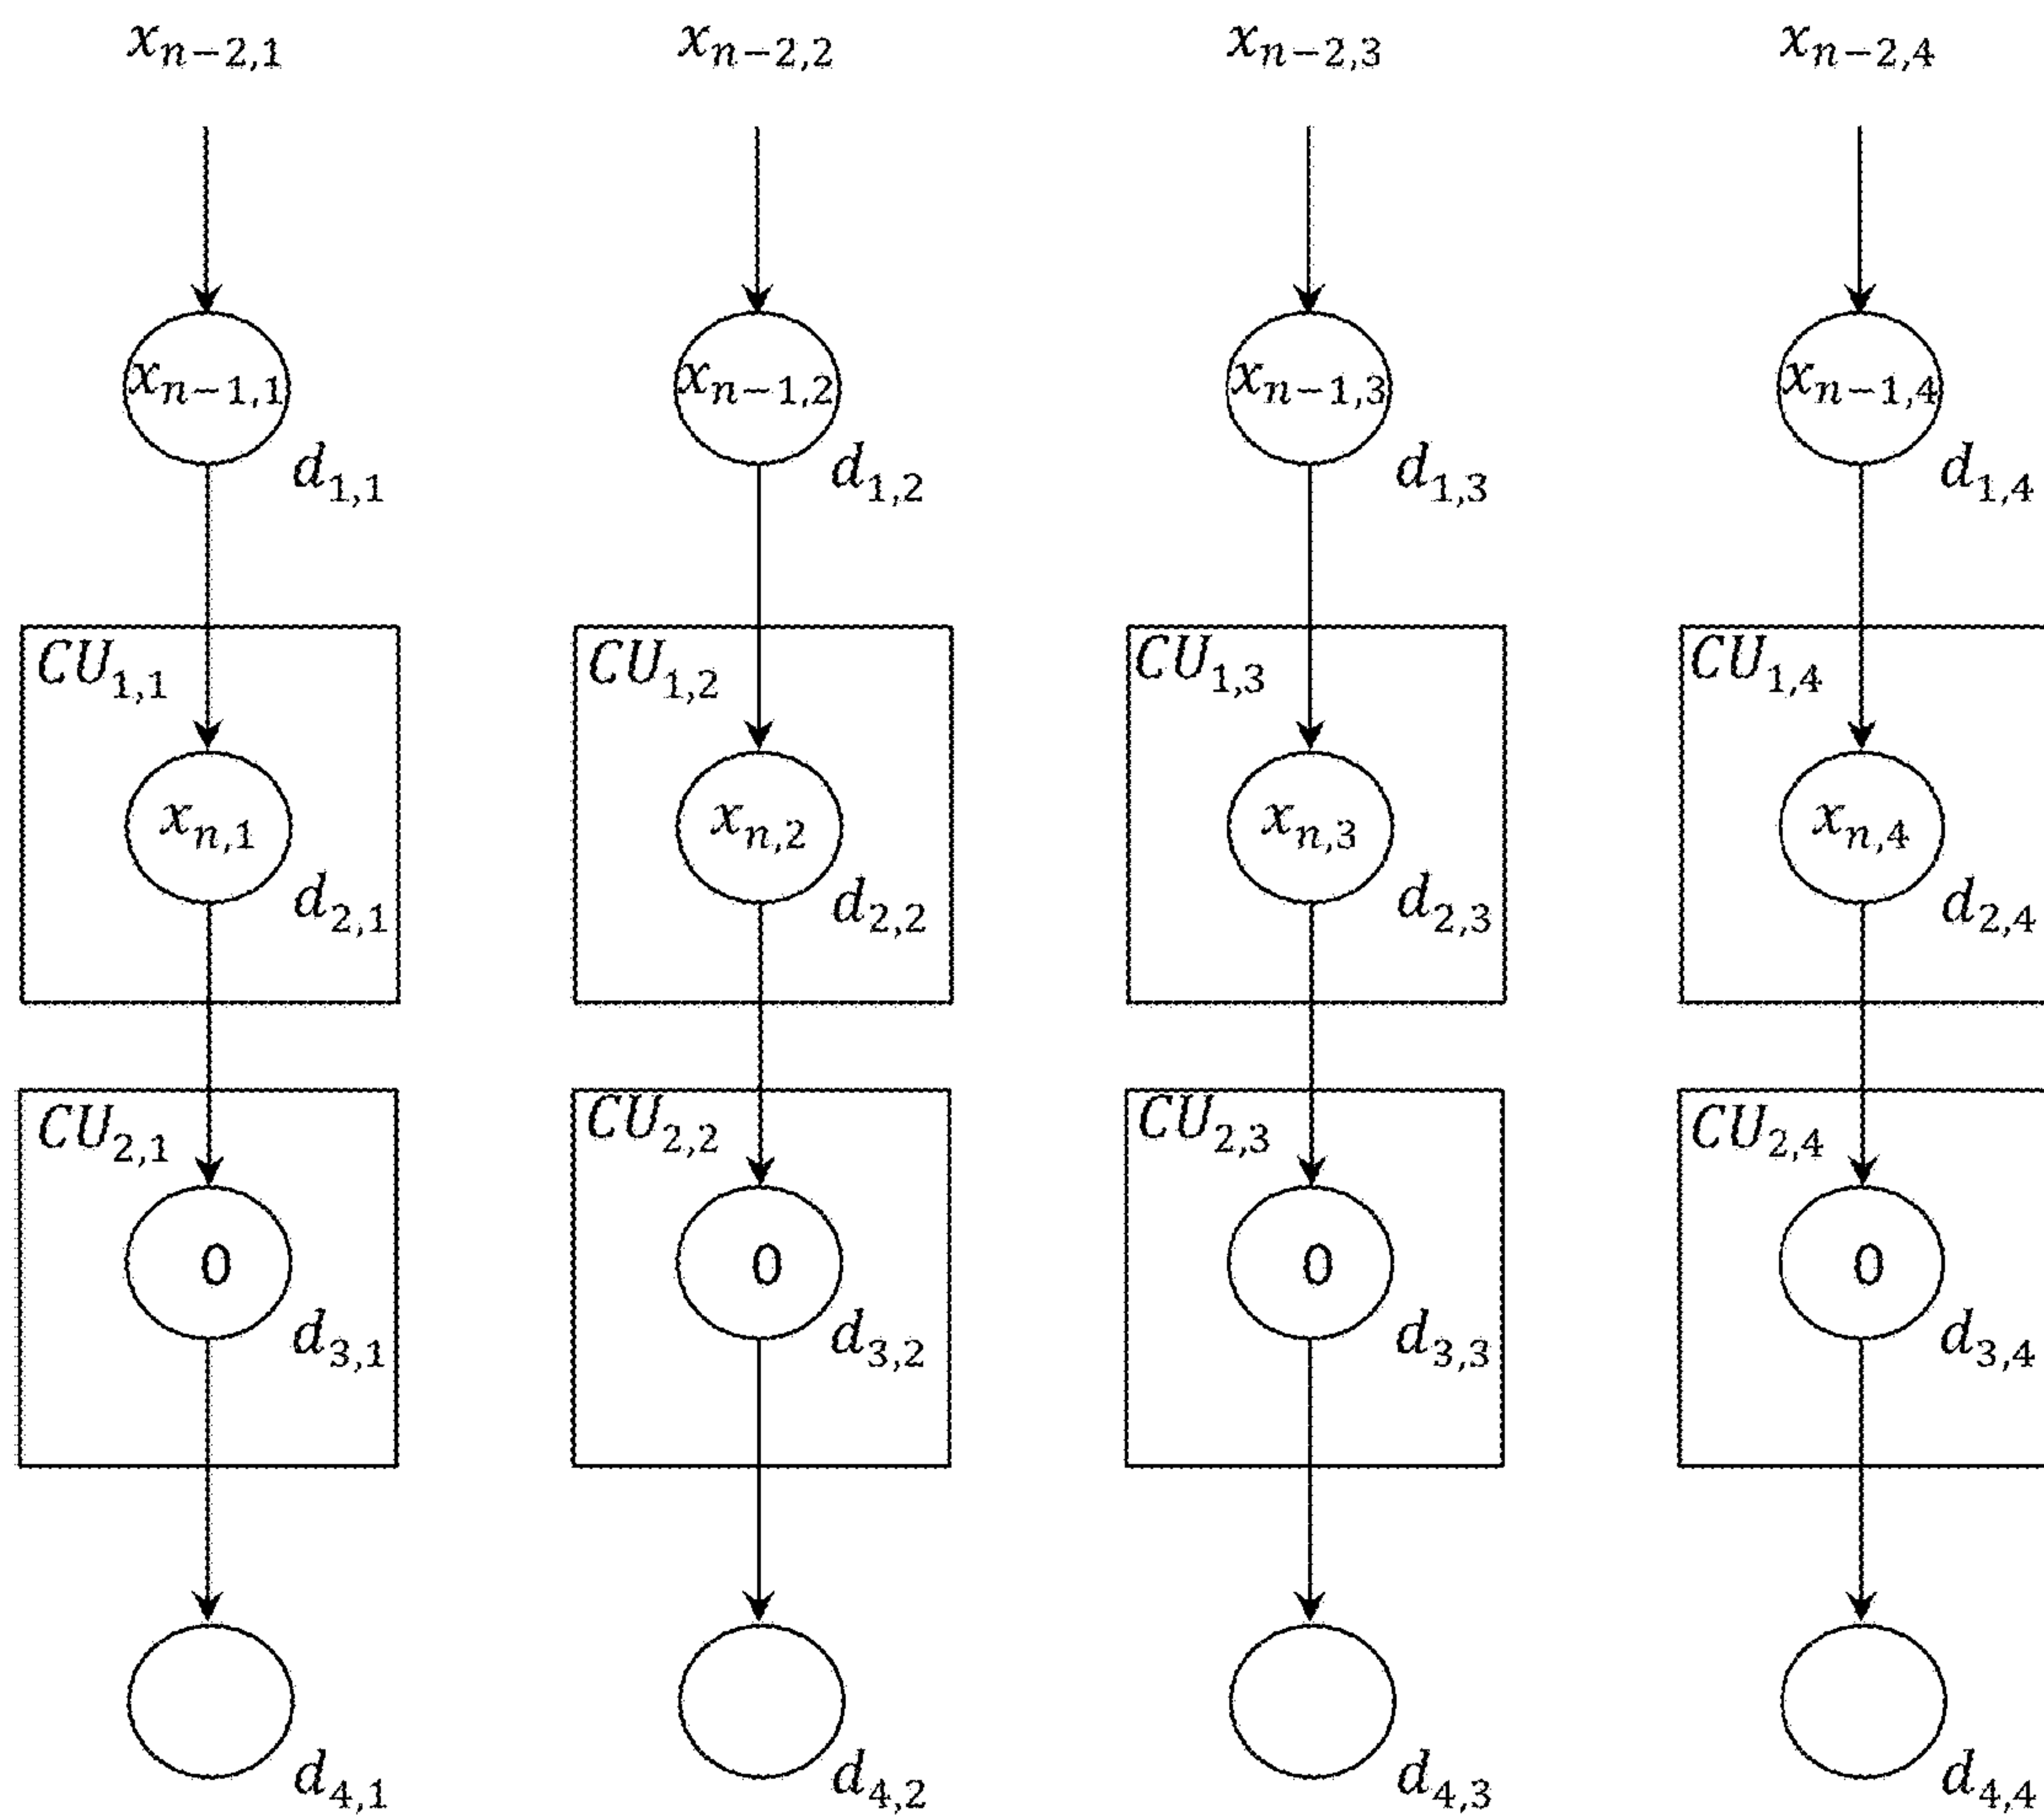 x_{n-2,1} x_{n-2,2} x_{n-2,3} x_{n-2,4}
x_{n-1,1} x_{n-1,2} x_{n-1,3} x_{n-1,4}
d_{1,1} d_{1,2} d_{1,3} d_{1,4}
CU_{1,1} CU_{1,2} CU_{1,3} CU_{1,4}
x_{n,1} x_{n,2} x_{n,3} x_{n,4}
d_{2,1} d_{2,2} d_{2,3} d_{2,4}
CU_{2,1} CU_{2,2} CU_{2,3} CU_{2,4}
0 0 0 0
d_{3,1} d_{3,2} d_{3,3} d_{3,4}
d_{4,1} d_{4,2} d_{4,3} d_{4,4}